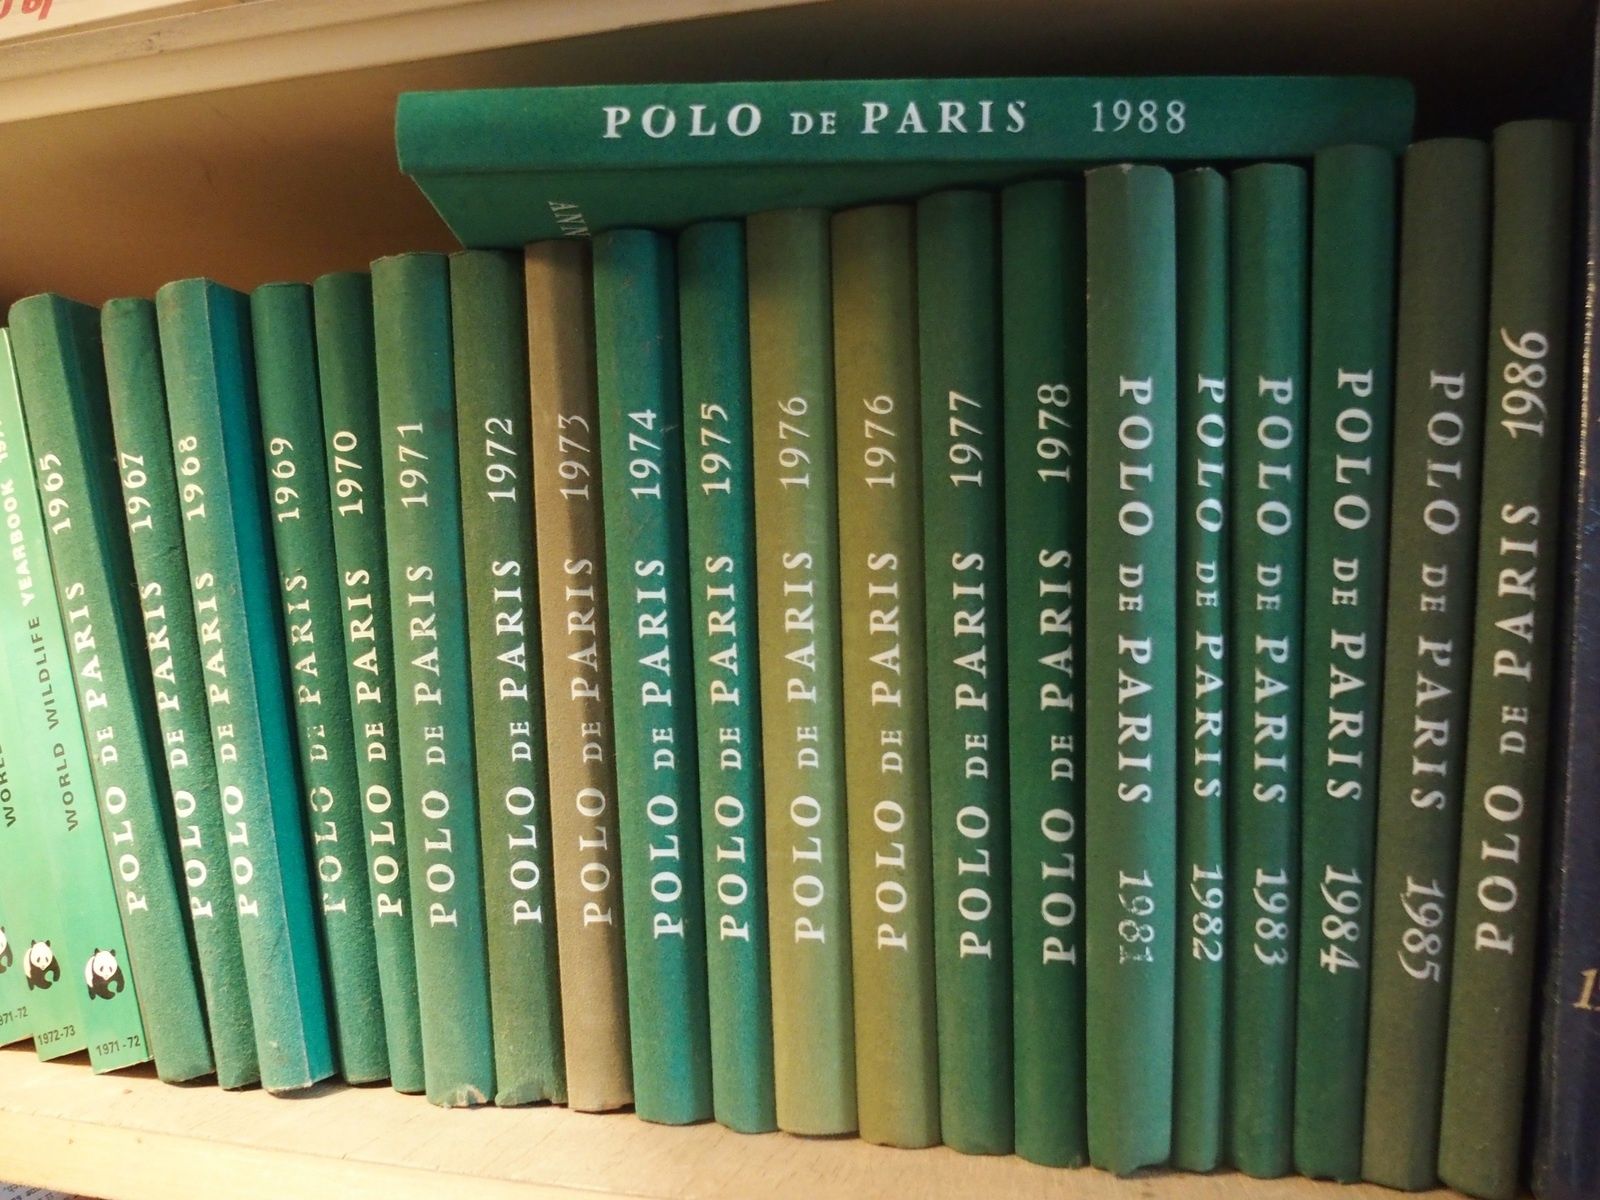 POLO DE PARIS 1988
ANN
WORLD WILDLIFE YEARBOOK
1971-72
1972-73
1971-72
POLO DE PARIS 1965
POLO DE PARIS 1967
POLO DE PARIS 1968
POLO DE PARIS 1969
POLO DE PARIS 1970
POLO DE PARIS 1971
POLO DE PARIS 1972
POLO DE PARIS 1973
POLO DE PARIS 1974
POLO DE PARIS 1975
POLO DE PARIS 1976
POLO DE PARIS 1976
POLO DE PARIS 1977
POLO DE PARIS 1978
POLO DE PARIS 1981
POLO DE PARIS 1982
POLO DE PARIS 1983
POLO DE PARIS 1984
POLO DE PARIS 1985
POLO DE PARIS 1986